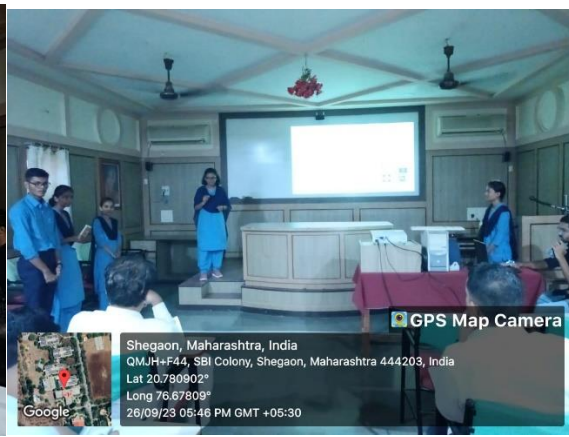 GPS Map Camera
Shegaon, Maharashtra, India
QMJH+F44, SBI Colony, Shegaon, Maharashtra 444203, India
Lat 20.780902°
Long 76.67809°
26/09/23 05:46 PM GMT +05:30
Google